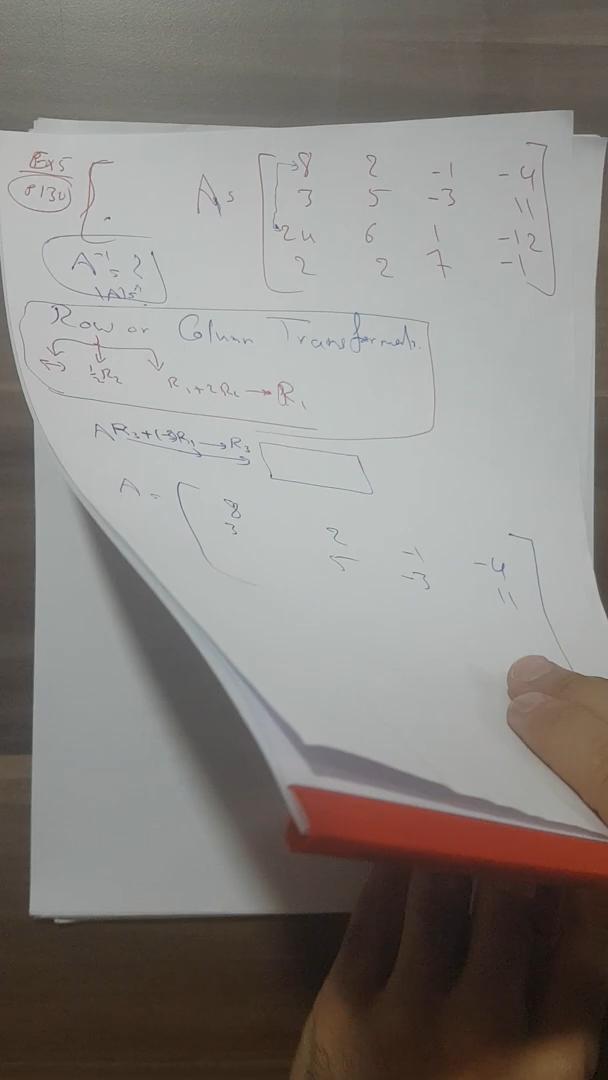 Ex5
P130
A =
8 2 -1 -4
3 5 -3 11
24 6 1 -12
2 2 7 -1
A⁻¹ = ?
|A| = ?
Row or Column Transformation.
↔ ½R₂ R₁ + 2R₂ → R₁
A R₃ + (-3)R₁ → R₃
A =
8 2 -1 -4
3 5 -3 11